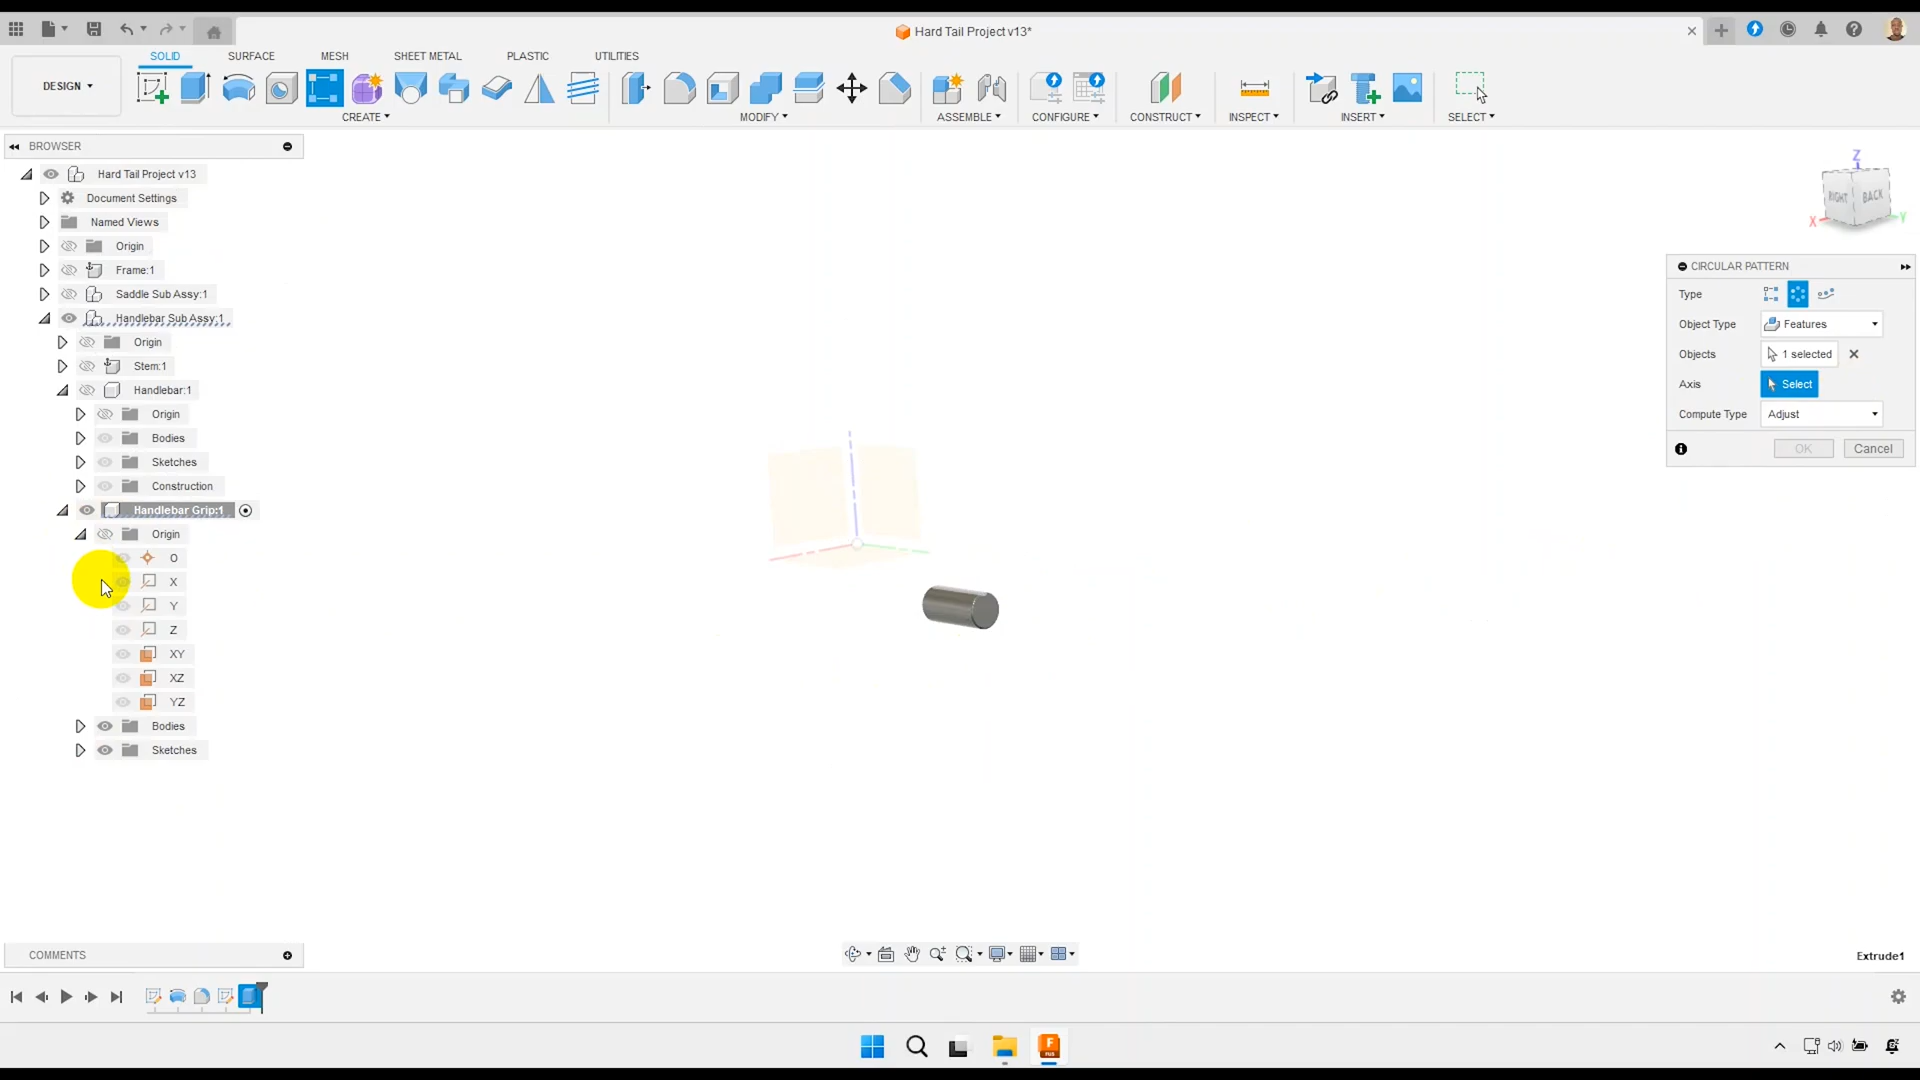 Hard Tail Project v13*
DESIGN
SOLID
SURFACE
MESH
SHEET METAL
PLASTIC
UTILITIES
CREATE
MODIFY
ASSEMBLE
CONFIGURE
CONSTRUCT
INSPECT
INSERT
SELECT
BROWSER
Hard Tail Project v13
Document Settings
Named Views
Origin
Frame:1
Saddle Sub Assy:1
Handlebar Sub Assy:1
Origin
Stem:1
Handlebar:1
Origin
Bodies
Sketches
Construction
Handlebar Grip:1
Origin
O
X
Y
Z
XY
XZ
YZ
Bodies
Sketches
Z
RIGHT
BACK
X
Y
CIRCULAR PATTERN
Type
Object Type
Features
Objects
1 selected
Axis
Select
Compute Type
Adjust
OK
Cancel
COMMENTS
Extrude1